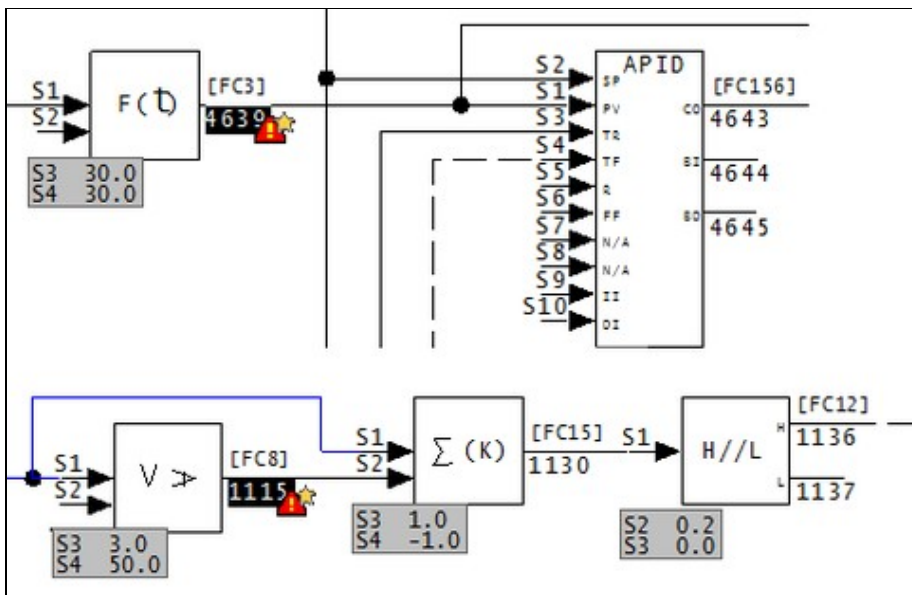 S1
S2
F(t)
[FC3]
4639
S3 30.0
S4 30.0
S2
S1
S3
S4
S5
S6
S7
S8
S9
S10
APID
SP
PV
TR
TF
R
FF
N/A
N/A
II
DI
CO
BI
BO
[FC156]
4643
4644
4645
S1
S2
V ≯
[FC8]
1115
S3 3.0
S4 50.0
S1
S2
Σ (K)
[FC15]
1130
S3 1.0
S4 -1.0
S1
H//L
H
L
[FC12]
1136
1137
S2 0.2
S3 0.0